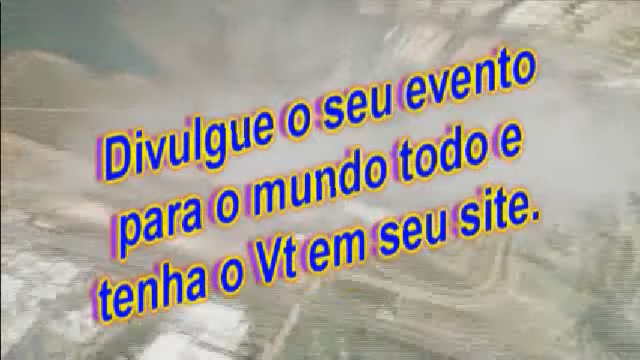 Divulgue o seu evento
para o mundo todo e
tenha o Vt em seu site.